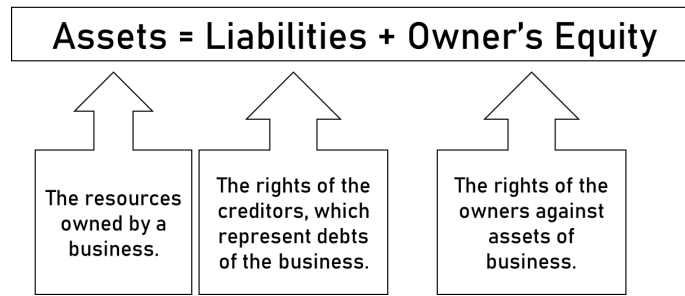 Assets = Liabilities + Owner's Equity
The resources
owned by a
business.
The rights of the
creditors, which
represent debts
of the business.
The rights of the
owners against
assets of
business.